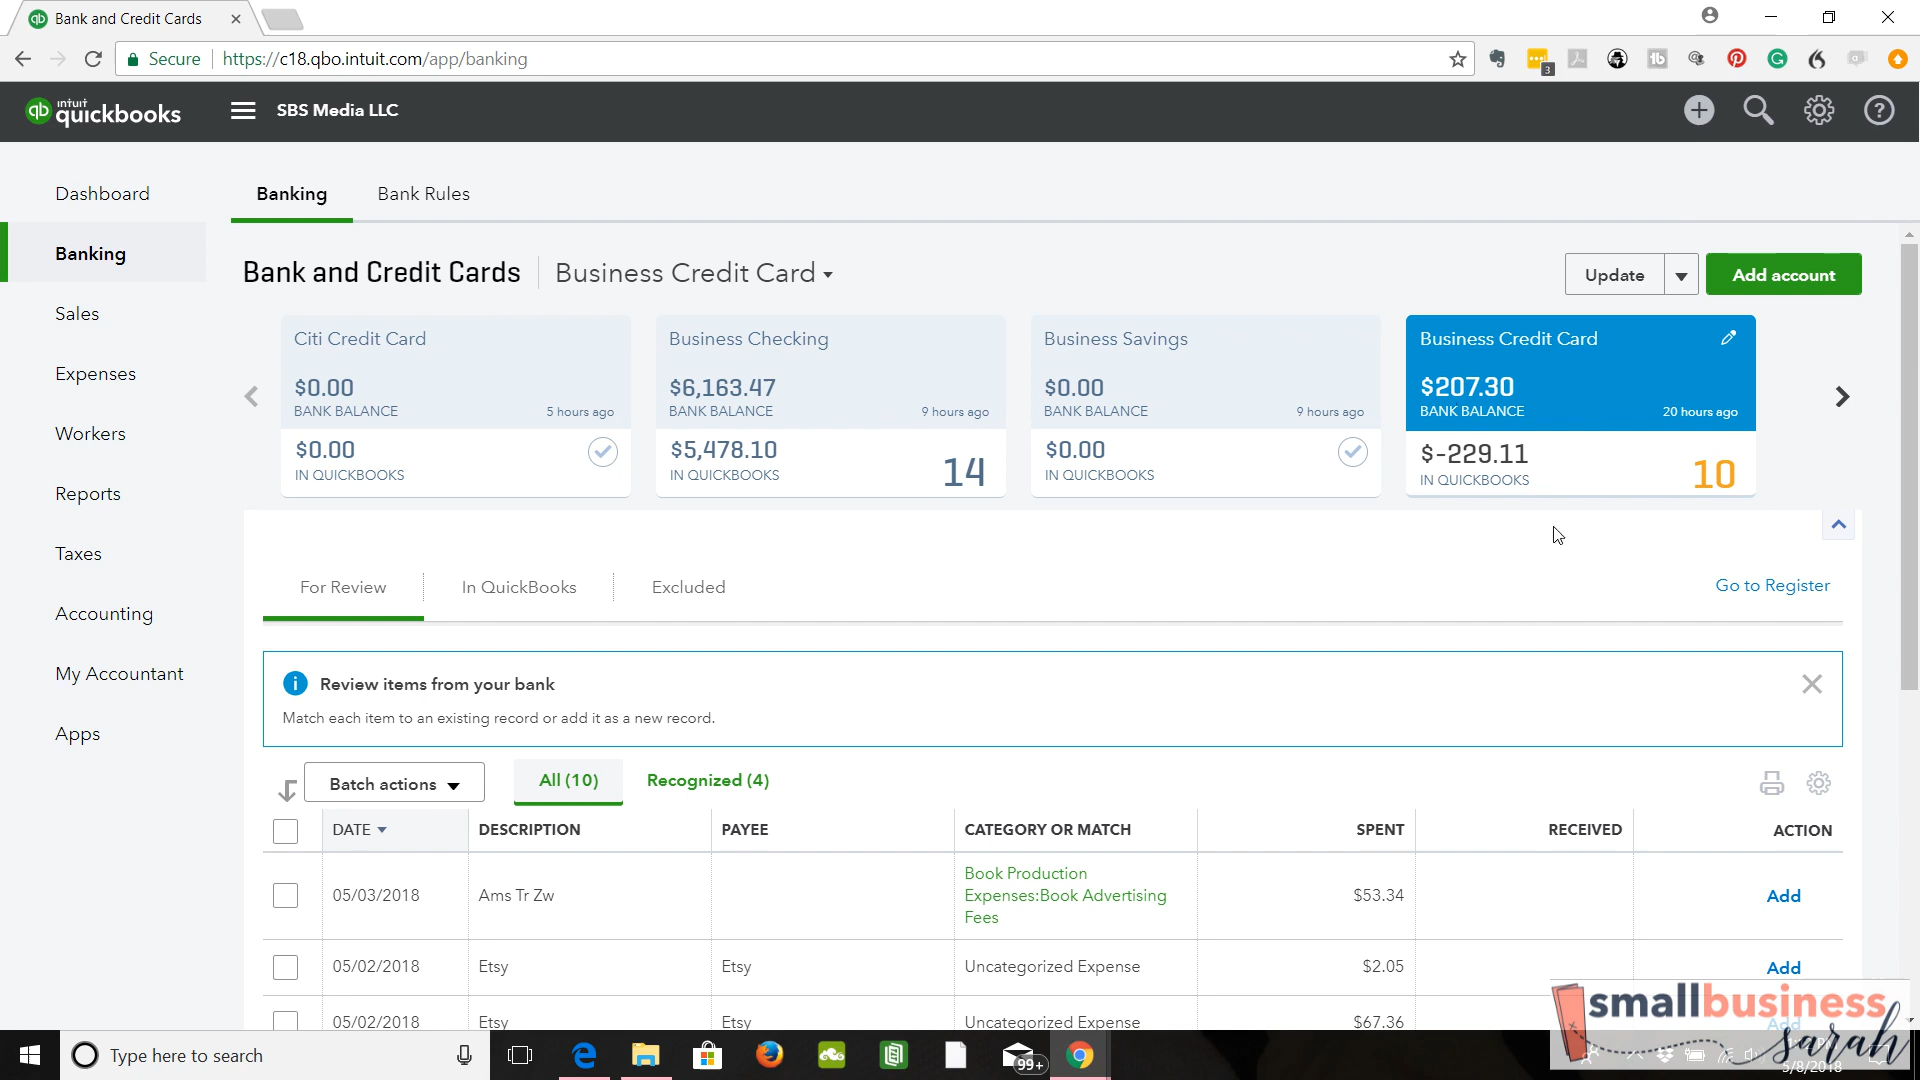 Bank and Credit Cards
Secure
https://c18.qbo.intuit.com/app/banking
3
intuit
quickbooks
SBS Media LLC
Dashboard
Banking
Sales
Expenses
Workers
Reports
Taxes
Accounting
My Accountant
Apps
Banking
Bank Rules
Bank and Credit Cards
Business Credit Card
Update
Add account
Citi Credit Card
$0.00
BANK BALANCE
5 hours ago
$0.00
IN QUICKBOOKS
Business Checking
$6,163.47
BANK BALANCE
9 hours ago
$5,478.10
IN QUICKBOOKS
14
Business Savings
$0.00
BANK BALANCE
9 hours ago
$0.00
IN QUICKBOOKS
Business Credit Card
$207.30
BANK BALANCE
20 hours ago
$-229.11
IN QUICKBOOKS
10
For Review
In QuickBooks
Excluded
Go to Register
Review items from your bank
Match each item to an existing record or add it as a new record.
Batch actions
All (10)
Recognized (4)
DATE
DESCRIPTION
PAYEE
CATEGORY OR MATCH
SPENT
RECEIVED
ACTION
05/03/2018
Ams Tr Zw
Book Production
Expenses:Book Advertising
Fees
$53.34
Add
05/02/2018
Etsy
Etsy
Uncategorized Expense
$2.05
Add
05/02/2018
Etsy
Etsy
Uncategorized Expense
$67.36
Add
smallbusiness
sarah
Type here to search
99+
5/8/2018